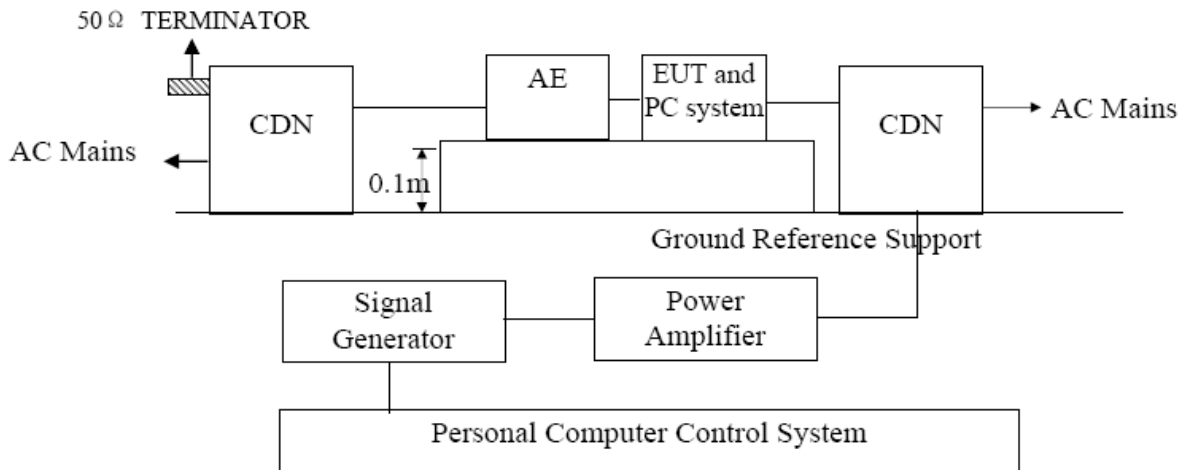 50Ω TERMINATOR
AE
EUT and
PC system
CDN
CDN
AC Mains
AC Mains
0.1m
Ground Reference Support
Signal
Generator
Power
Amplifier
Personal Computer Control System